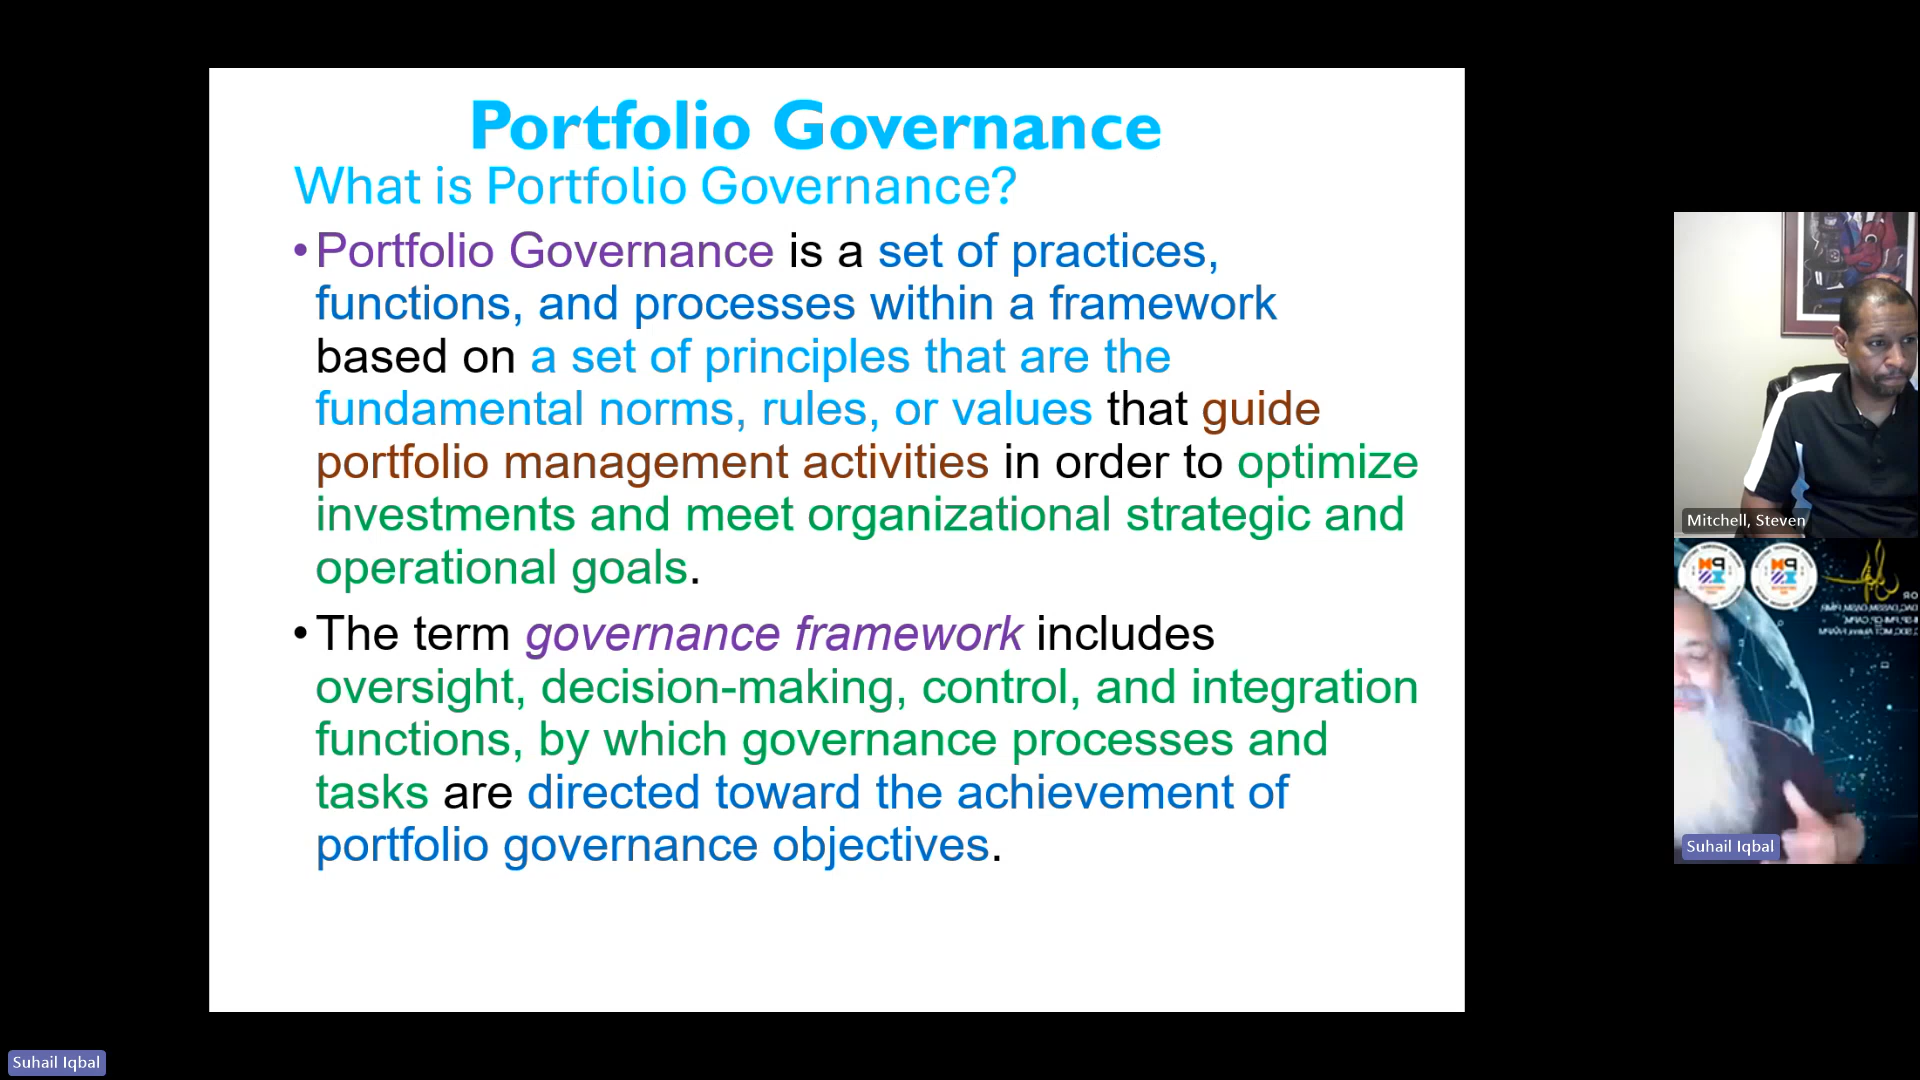 Portfolio Governance
What is Portfolio Governance?
•Portfolio Governance is a set of practices,
functions, and processes within a framework
based on a set of principles that are the
fundamental norms, rules, or values that guide
portfolio management activities in order to optimize
investments and meet organizational strategic and
operational goals.
•The term governance framework includes
oversight, decision-making, control, and integration
functions, by which governance processes and
tasks are directed toward the achievement of
portfolio governance objectives.
Mitchell, Steven
Suhail Iqbal
Suhail Iqbal